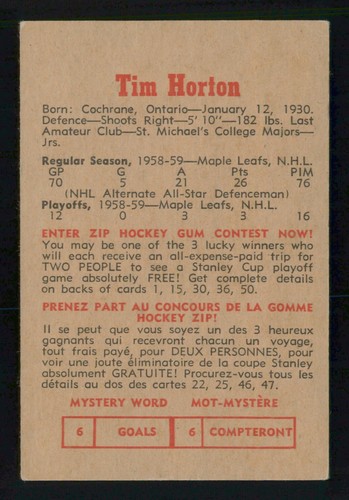 Tim Horton
Born: Cochrane, Ontario—January 12, 1930.
Defence—Shoots Right—5' 10"—182 lbs. Last
Amateur Club—St. Michael's College Majors—
Jrs.
Regular Season, 1958-59—Maple Leafs, N.H.L.
GP G A Pts PIM
70 5 21 26 76
(NHL Alternate All-Star Defenceman)
Playoffs, 1958-59—Maple Leafs, N.H.L.
12 0 3 3 16
ENTER ZIP HOCKEY GUM CONTEST NOW!
You may be one of the 3 lucky winners who
will each receive an all-expense-paid trip for
TWO PEOPLE to see a Stanley Cup playoff
game absolutely FREE! Get complete details
on backs of cards 1, 15, 30, 36, 50.
PRENEZ PART AU CONCOURS DE LA GOMME
HOCKEY ZIP!
Il se peut que vous soyez un des 3 heureux
gagnants qui recevront chacun un voyage,
tout frais payé, pour DEUX PERSONNES, pour
voir une joute éliminatoire de la coupe Stanley
absolument GRATUITE! Procurez-vous tous les
détails au dos des cartes 22, 25, 46, 47.
MYSTERY WORD MOT-MYSTÈRE
6 GOALS 6 COMPTERONT